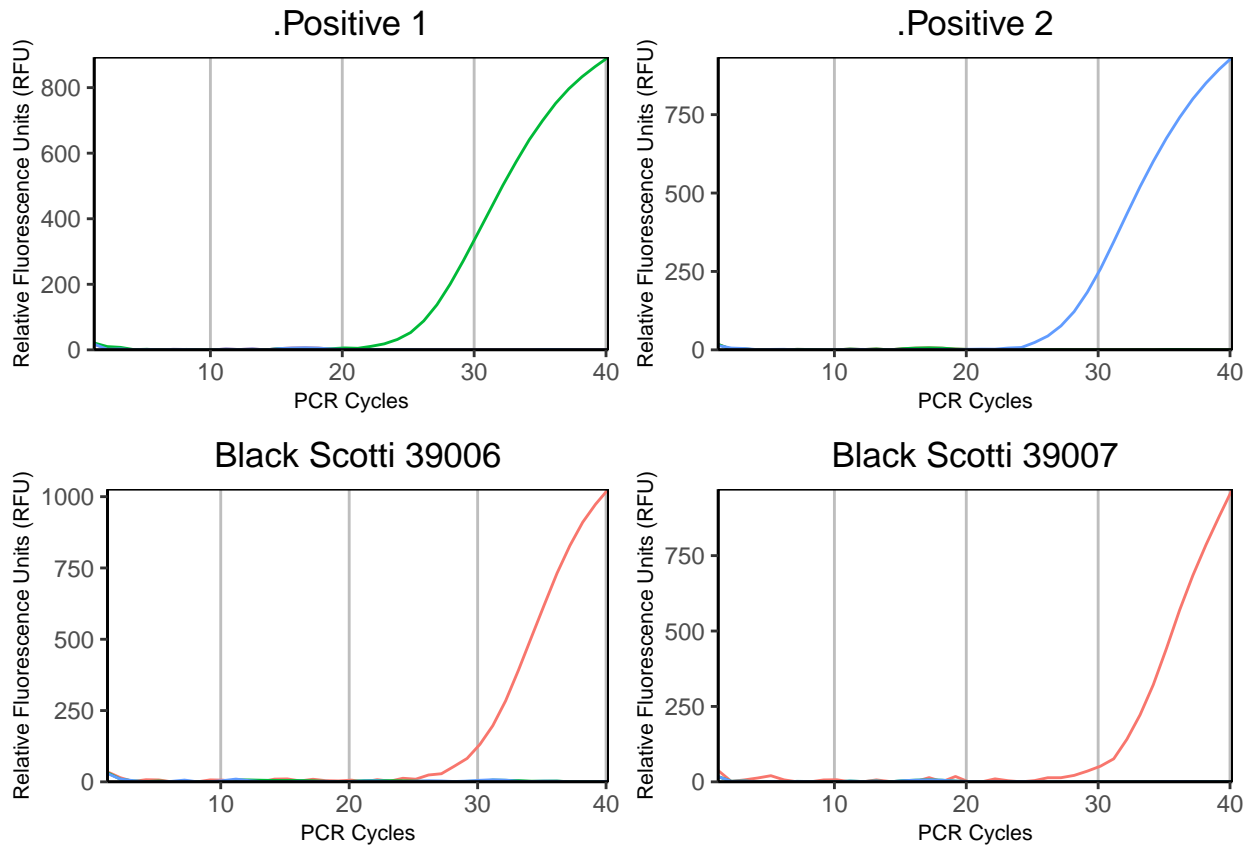 .Positive 1
Relative Fluorescence Units (RFU)
800
600
400
200
0
10 20 30 40
PCR Cycles
.Positive 2
Relative Fluorescence Units (RFU)
750
500
250
0
10 20 30 40
PCR Cycles
Black Scotti 39006
Relative Fluorescence Units (RFU)
1000
750
500
250
0
10 20 30 40
PCR Cycles
Black Scotti 39007
Relative Fluorescence Units (RFU)
750
500
250
0
10 20 30 40
PCR Cycles